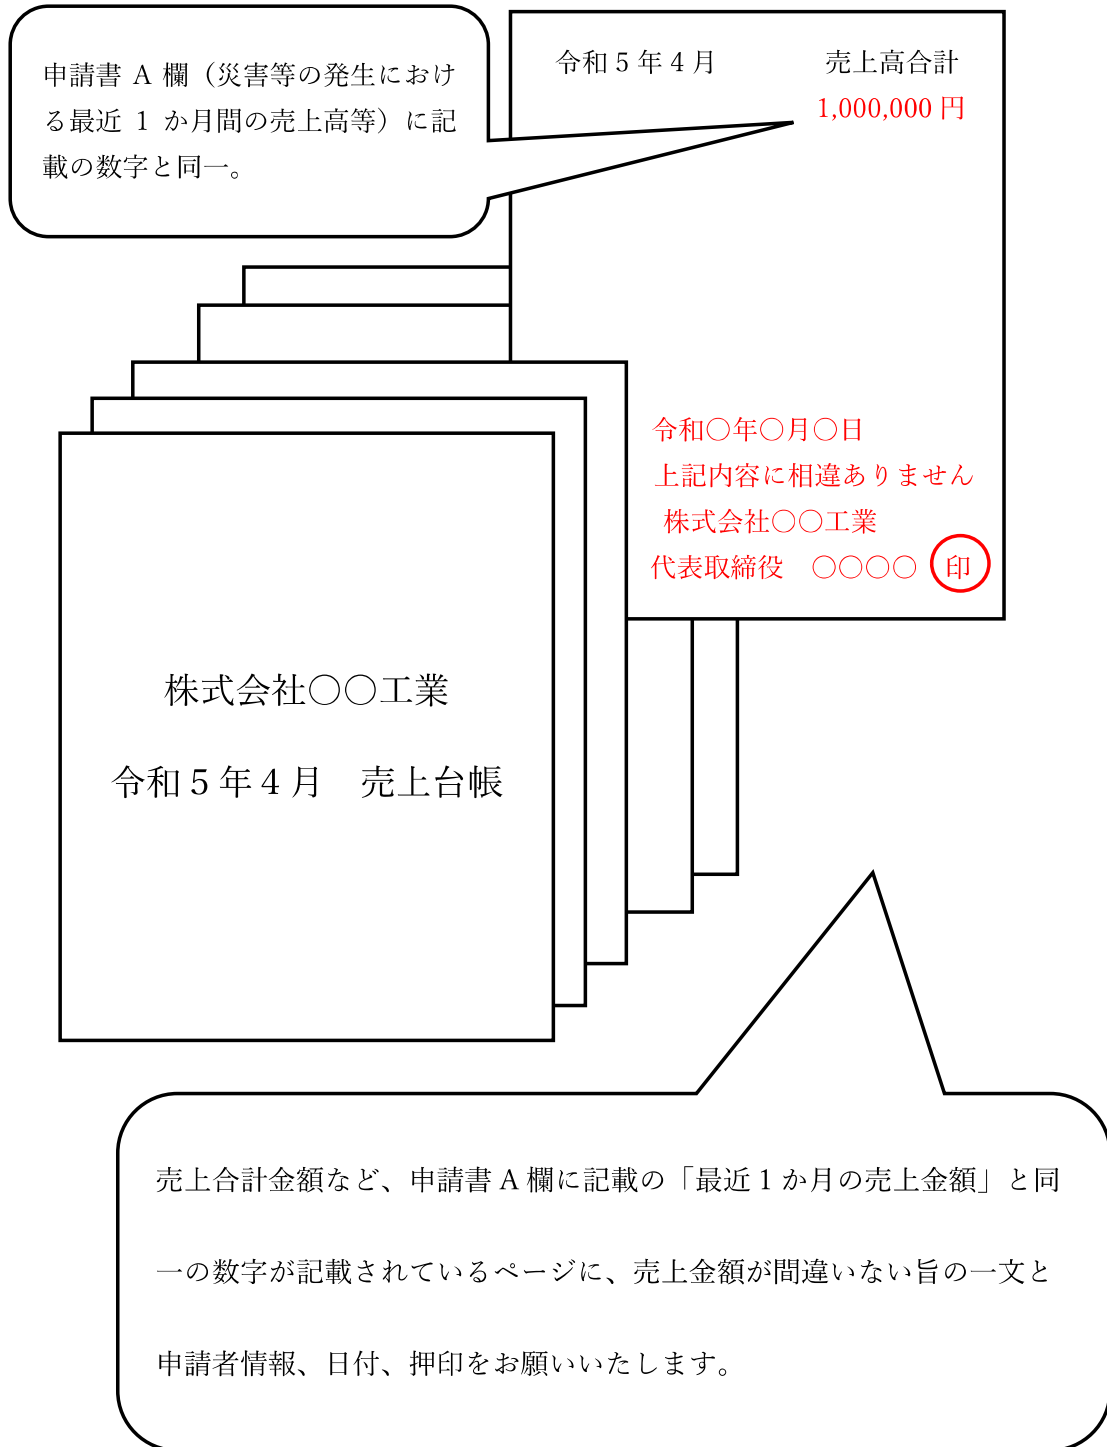 申請書 A 欄（災害等の発生におけ
る最近 1 か月間の売上高等）に記
載の数字と同一。
令和 5 年 4 月　売上高合計
1,000,000 円
令和〇年〇月〇日
上記内容に相違ありません
株式会社〇〇工業
代表取締役　〇〇〇〇 印
株式会社〇〇工業
令和 5 年 4 月　売上台帳
売上合計金額など、申請書 A 欄に記載の「最近 1 か月の売上金額」と同
一の数字が記載されているページに、売上金額が間違いない旨の一文と
申請者情報、日付、押印をお願いいたします。